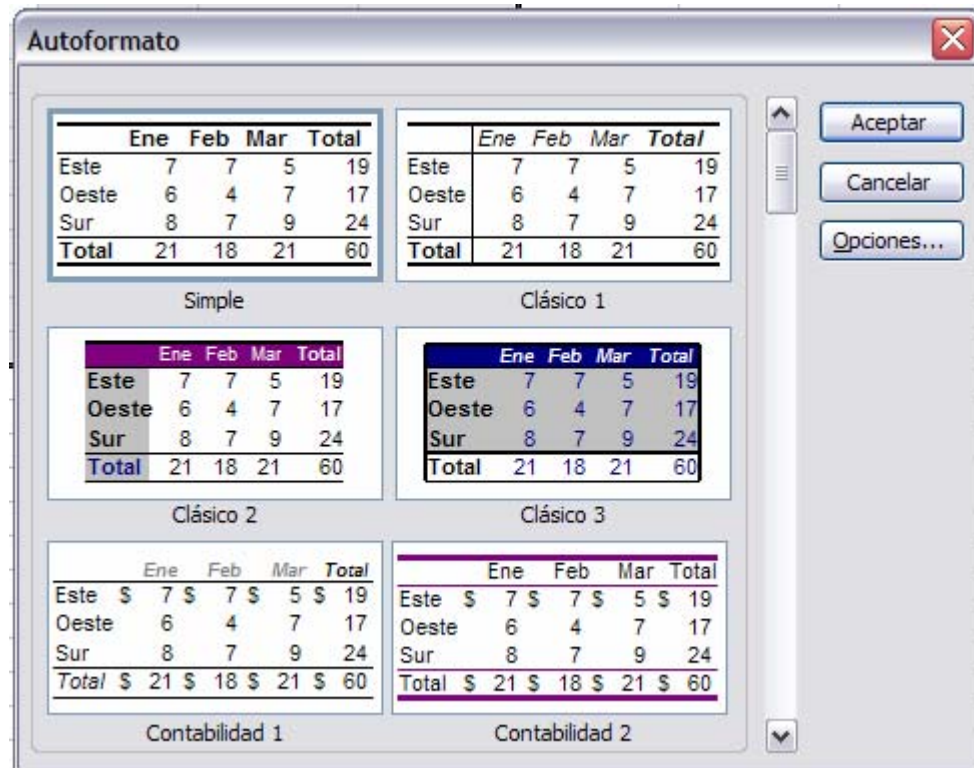 Autoformato
Ene Feb Mar Total
Este 7 7 5 19
Oeste 6 4 7 17
Sur 8 7 9 24
Total 21 18 21 60
Simple
Ene Feb Mar Total
Este 7 7 5 19
Oeste 6 4 7 17
Sur 8 7 9 24
Total 21 18 21 60
Clásico 1
Ene Feb Mar Total
Este 7 7 5 19
Oeste 6 4 7 17
Sur 8 7 9 24
Total 21 18 21 60
Clásico 2
Ene Feb Mar Total
Este 7 7 5 19
Oeste 6 4 7 17
Sur 8 7 9 24
Total 21 18 21 60
Clásico 3
Ene Feb Mar Total
Este $ 7 $ 7 $ 5 $ 19
Oeste 6 4 7 17
Sur 8 7 9 24
Total $ 21 $ 18 $ 21 $ 60
Contabilidad 1
Ene Feb Mar Total
Este $ 7 $ 7 $ 5 $ 19
Oeste 6 4 7 17
Sur 8 7 9 24
Total $ 21 $ 18 $ 21 $ 60
Contabilidad 2
Aceptar
Cancelar
Opciones...